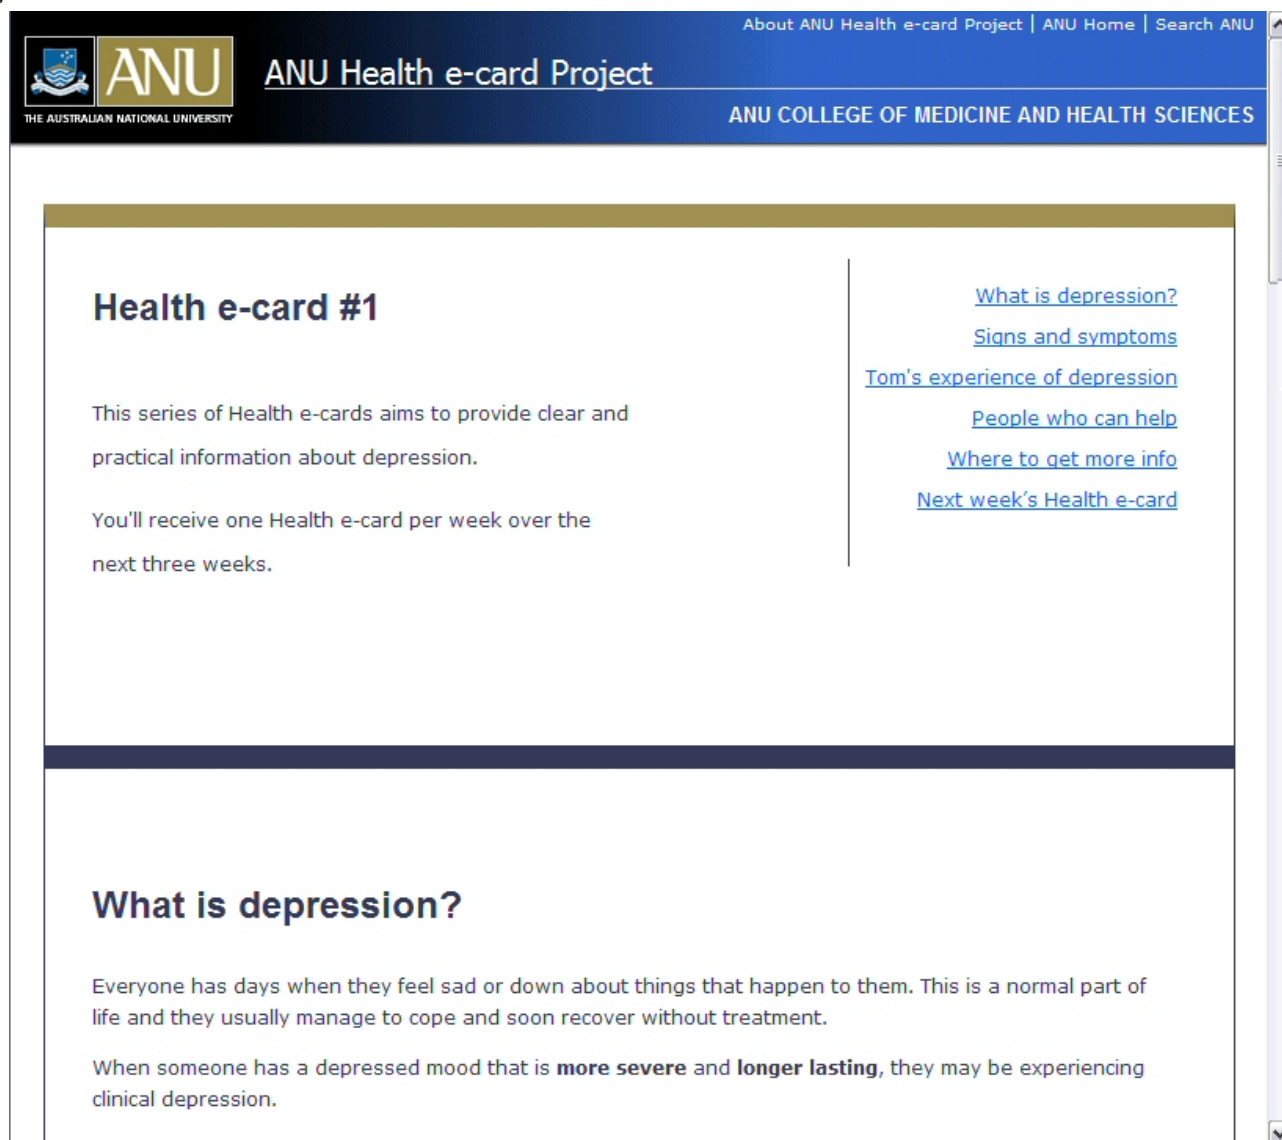 About ANU Health e-card Project | ANU Home | Search ANU
ANU
THE AUSTRALIAN NATIONAL UNIVERSITY
ANU Health e-card Project
ANU COLLEGE OF MEDICINE AND HEALTH SCIENCES
Health e-card #1
This series of Health e-cards aims to provide clear and
practical information about depression.
You'll receive one Health e-card per week over the
next three weeks.
What is depression?
Signs and symptoms
Tom's experience of depression
People who can help
Where to get more info
Next week’s Health e-card
What is depression?
Everyone has days when they feel sad or down about things that happen to them. This is a normal part of
life and they usually manage to cope and soon recover without treatment.
When someone has a depressed mood that is more severe and longer lasting, they may be experiencing
clinical depression.